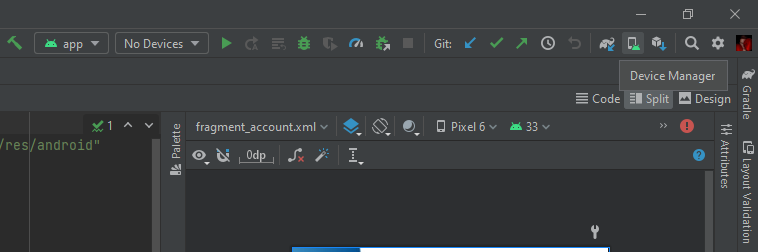 app
No Devices
Git:
Device Manager
Code
Split
Design
1
/res/android"
Palette
fragment_account.xml
Pixel 6
33
0dp
Gradle
Attributes
Layout Validation